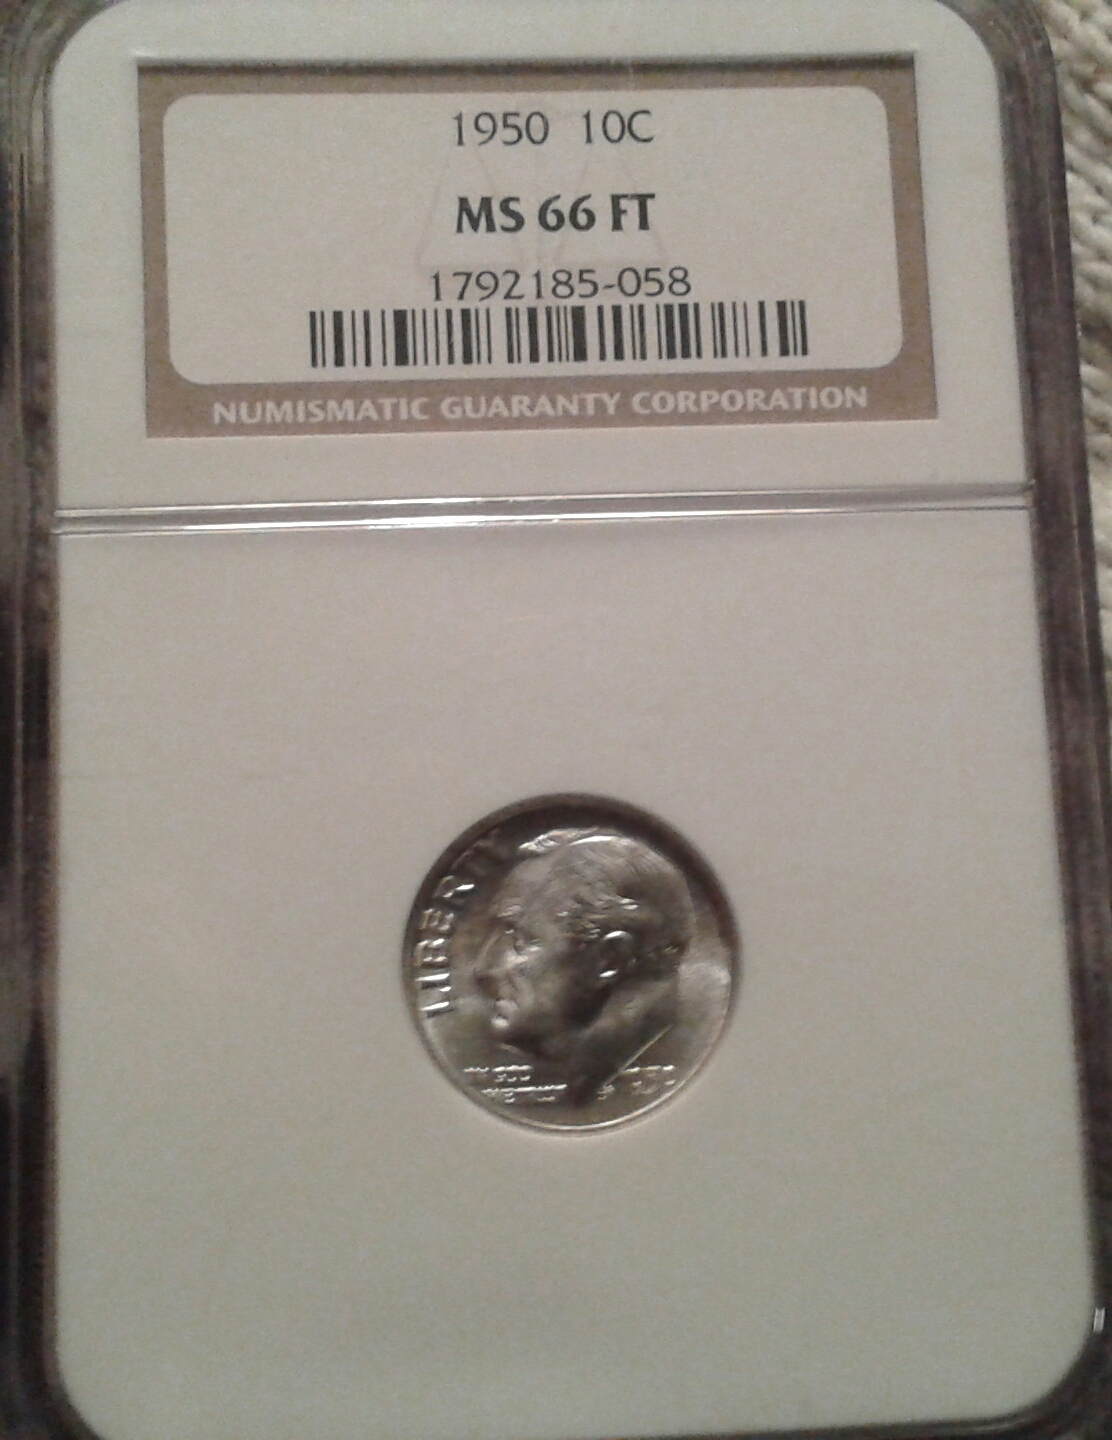 1950 10C
MS 66 FT
1792185-058
NUMISMATIC GUARANTY CORPORATION
LIBERTY